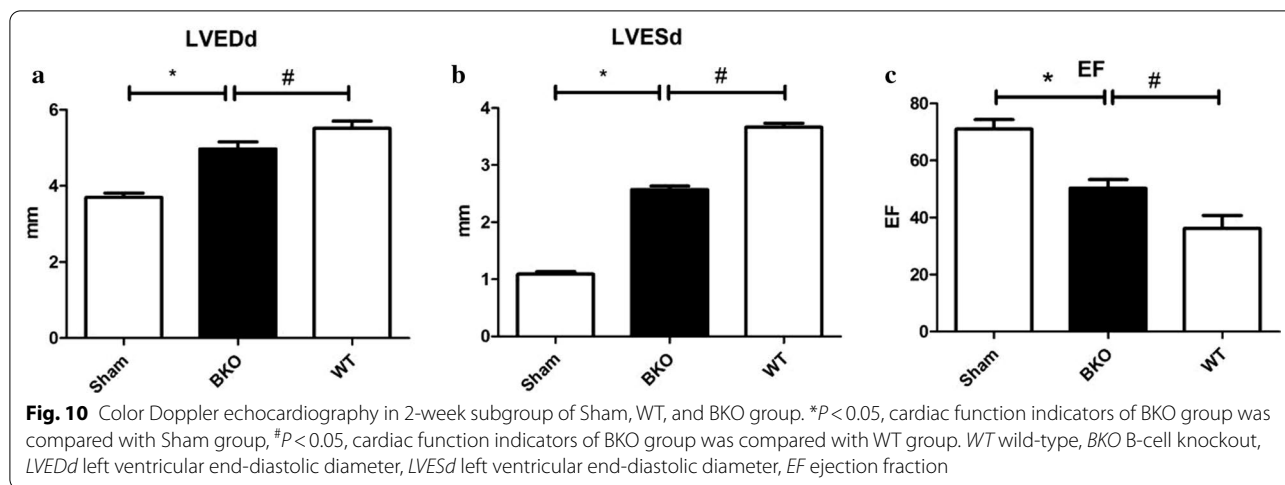 LVEDd
a
*
#
6
4
2
0
mm
Sham
BKO
WT
LVESd
b
*
#
4
3
2
1
0
mm
Sham
BKO
WT
EF
c
*
#
80
60
40
20
0
EF
Sham
BKO
WT
Fig. 10 Color Doppler echocardiography in 2-week subgroup of Sham, WT, and BKO group. *P < 0.05, cardiac function indicators of BKO group was
compared with Sham group, #P < 0.05, cardiac function indicators of BKO group was compared with WT group. WT wild-type, BKO B-cell knockout,
LVEDd left ventricular end-diastolic diameter, LVESd left ventricular end-diastolic diameter, EF ejection fraction